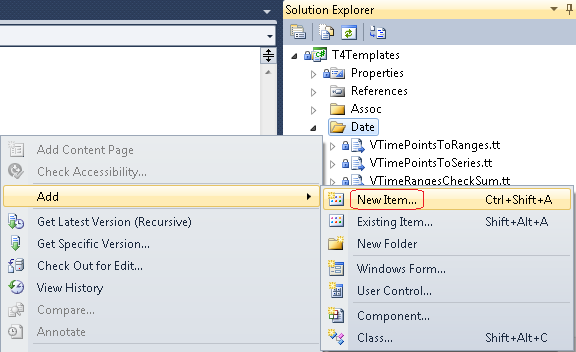 Solution Explorer
T4Templates
Properties
References
Assoc
Date
VTimePointsToRanges.tt
VTimePointsToSeries.tt
VTimeRangesCheckSum.tt
Add Content Page
Check Accessibility...
Add
Get Latest Version (Recursive)
Get Specific Version...
Check Out for Edit...
View History
Compare...
Annotate
New Item... Ctrl+Shift+A
Existing Item... Shift+Alt+A
New Folder
Windows Form...
User Control...
Component...
Class... Shift+Alt+C